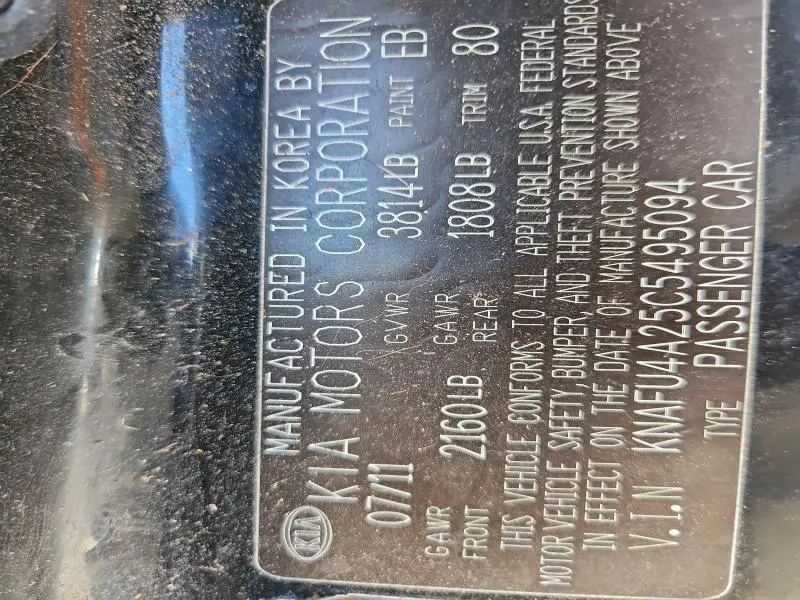 MANUFACTURED IN KOREA BY
KIA KIA MOTORS CORPORATION
07/11 GVWR 3814LB PAINT EB
GAWR FRONT 2160LB GAWR REAR 1808LB TRIM 80
THIS VEHICLE CONFORMS TO ALL APPLICABLE U.S.A. FEDERAL
MOTOR VEHICLE SAFETY, BUMPER, AND THEFT PREVENTION STANDARDS
IN EFFECT ON THE DATE OF MANUFACTURE SHOWN ABOVE
V.I.N KNAFU4A25C5495094
TYPE PASSENGER CAR